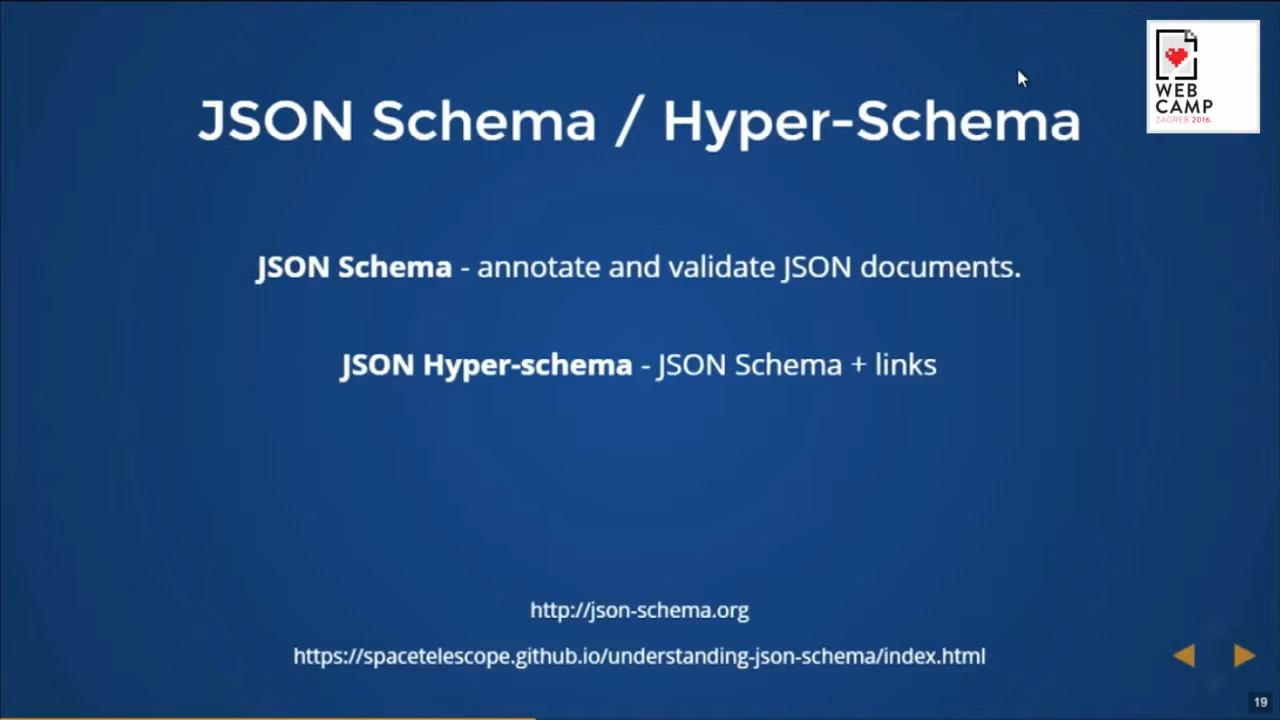 WEB
CAMP
ZAGREB 2016.
JSON Schema / Hyper-Schema
JSON Schema - annotate and validate JSON documents.
JSON Hyper-schema - JSON Schema + links
http://json-schema.org
https://spacetelescope.github.io/understanding-json-schema/index.html
19